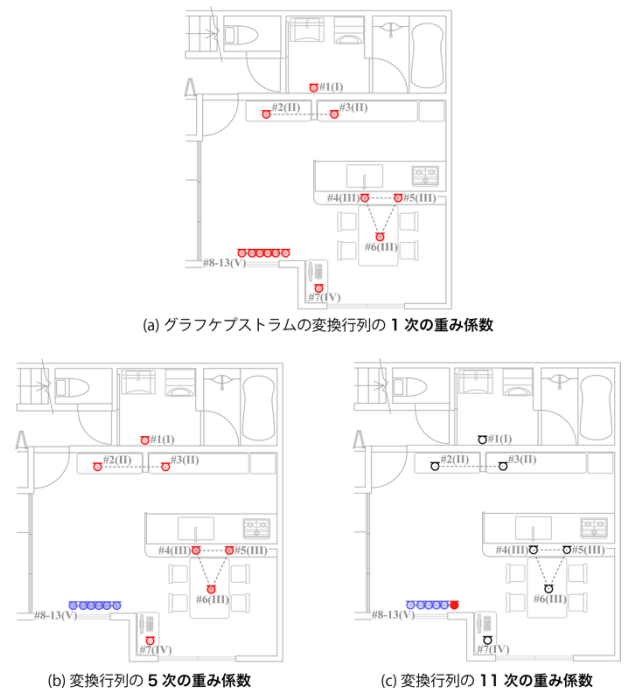 #1(I)
#2(II)
#3(II)
#4(III)
#5(III)
#6(III)
#8-13(V)
#7(IV)
(a) グラフケプストラムの変換行列の 1 次の重み係数
#1(I)
#2(II)
#3(II)
#4(III)
#5(III)
#6(III)
#8-13(V)
#7(IV)
(b) 変換行列の 5 次の重み係数
#1(I)
#2(II)
#3(II)
#4(III)
#5(III)
#6(III)
#8-13(V)
#7(IV)
(c) 変換行列の 11 次の重み係数